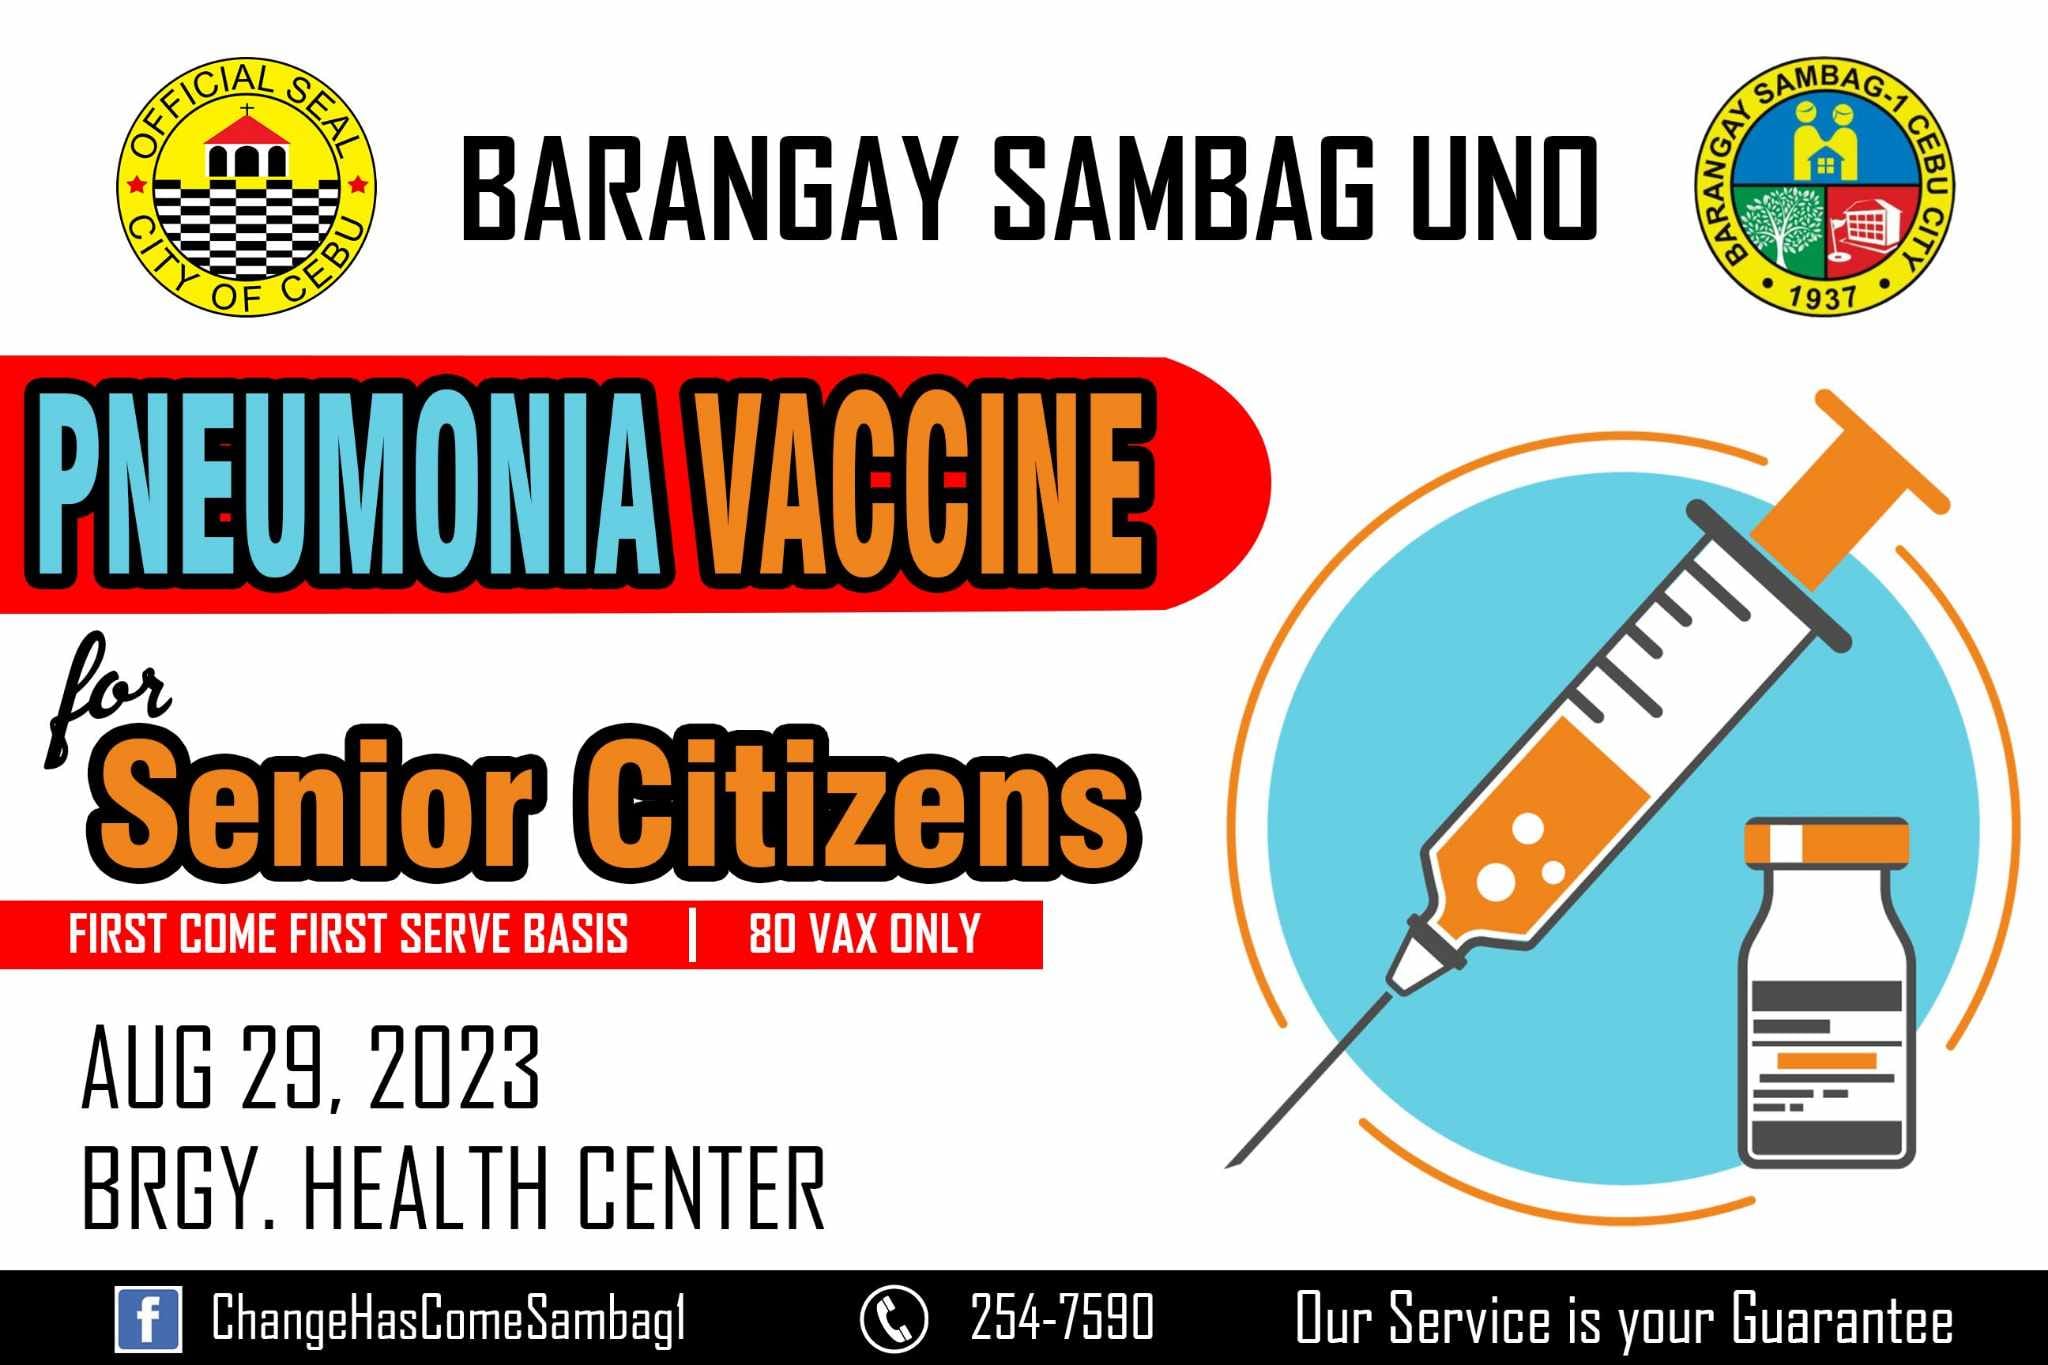 OFFICIAL SEAL
CITY OF CEBU
BARANGAY SAMBAG UNO
BARANGAY SAMBAG-1 CEBU CITY
• 1937 •
PNEUMONIA VACCINE
for
Senior Citizens
FIRST COME FIRST SERVE BASIS | 80 VAX ONLY
AUG 29, 2023
BRGY. HEALTH CENTER
f ChangeHasComeSambag1 254-7590 Our Service is your Guarantee